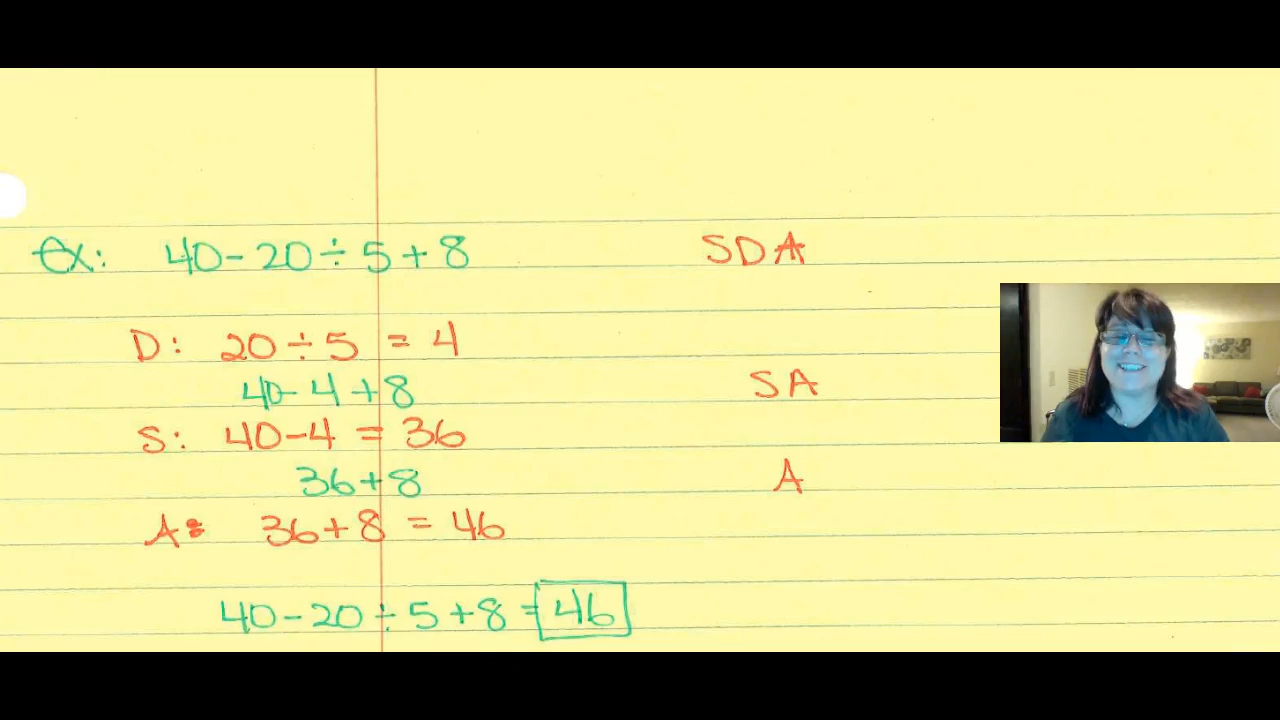 ex: 40-20÷5+8 SDA
D: 20÷5 = 4
40-4+8 SA
S: 40-4 = 36
36+8 A
A: 36+8 = 46
40-20÷5+8 = 46